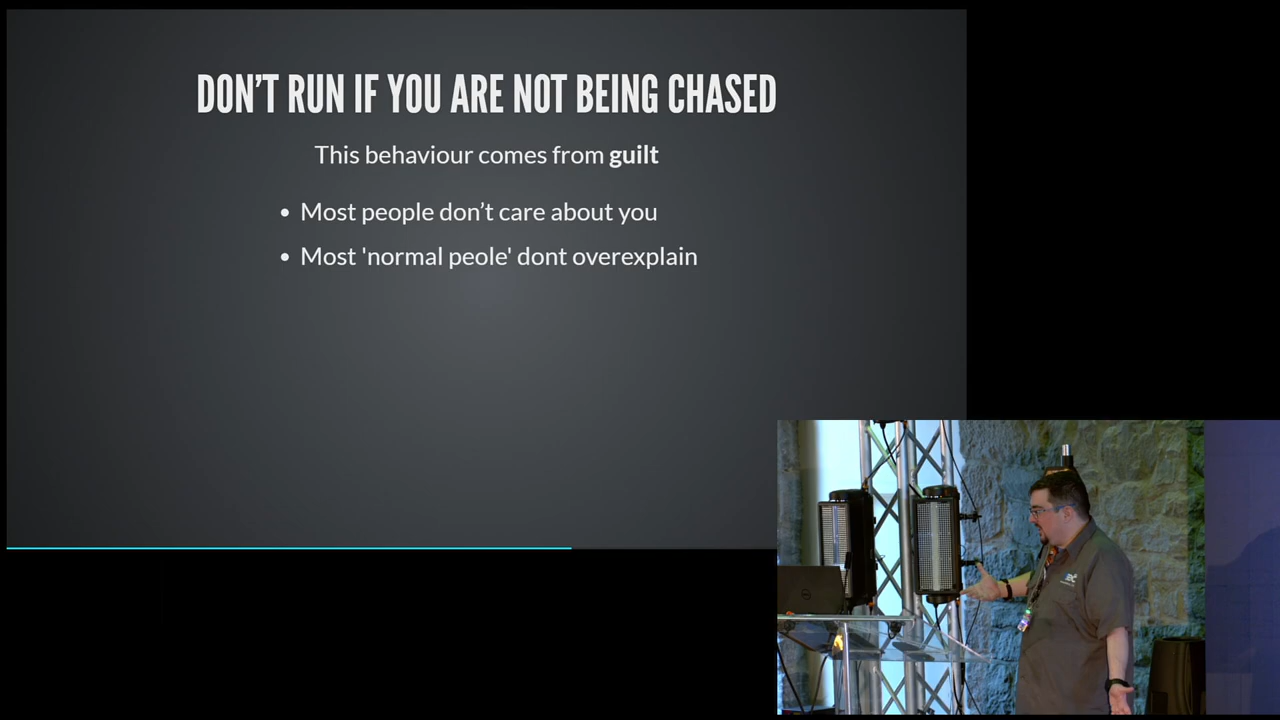 DON'T RUN IF YOU ARE NOT BEING CHASED
This behaviour comes from guilt
Most people don't care about you
Most 'normal peole' dont overexplain